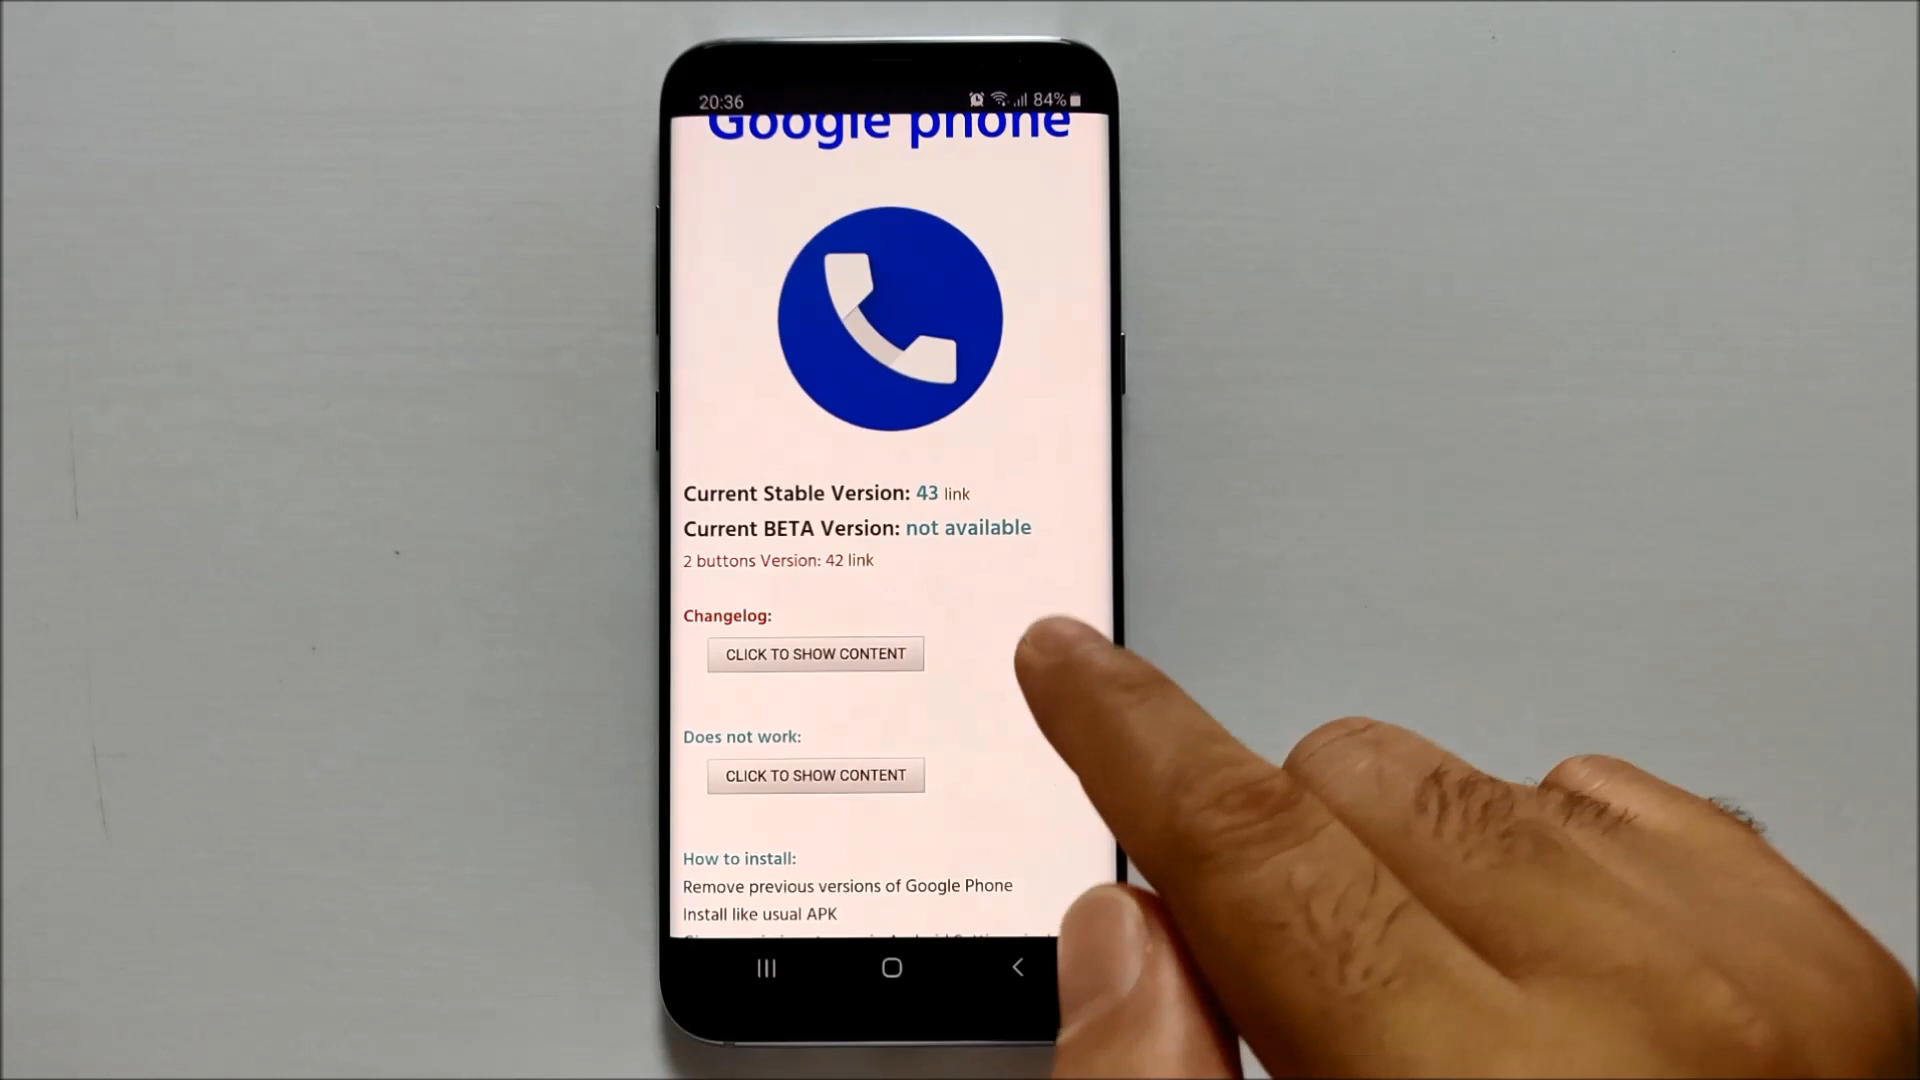 20:36
84%
Google phone
Current Stable Version: 43 link
Current BETA Version: not available
2 buttons Version: 42 link
Changelog:
CLICK TO SHOW CONTENT
Does not work:
CLICK TO SHOW CONTENT
How to install:
Remove previous versions of Google Phone
Install like usual APK